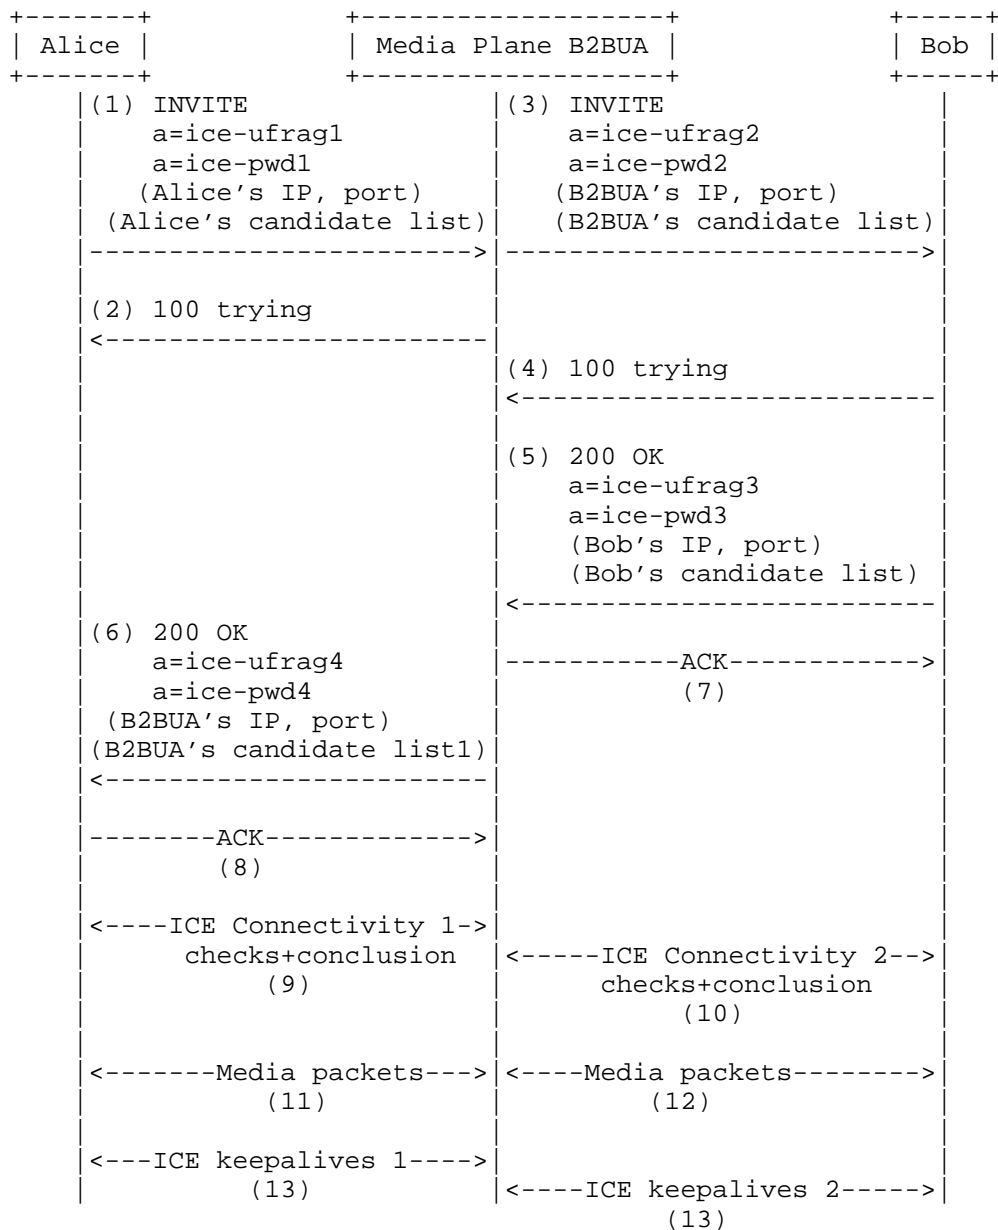 +-------+             +-------------------+             +-----+
| Alice |             | Media Plane B2BUA |             | Bob |
+-------+             +-------------------+             +-----+
    |(1) INVITE               |(3) INVITE                 |
    |    a=ice-ufrag1         |    a=ice-ufrag2           |
    |    a=ice-pwd1           |    a=ice-pwd2             |
    |   (Alice's IP, port)    |   (B2BUA's IP, port)      |
    | (Alice's candidate list)|   (B2BUA's candidate list)|
    |------------------------>|-------------------------->|
    |                         |                           |
    |(2) 100 trying           |                           |
    |<------------------------|                           |
    |                         |(4) 100 trying             |
    |                         |<--------------------------|
    |                         |                           |
    |                         |(5) 200 OK                 |
    |                         |    a=ice-ufrag3           |
    |                         |    a=ice-pwd3             |
    |                         |    (Bob's IP, port)       |
    |                         |    (Bob's candidate list) |
    |                         |<--------------------------|
    |(6) 200 OK               |                           |
    |    a=ice-ufrag4         |-----------ACK------------>|
    |    a=ice-pwd4           |           (7)             |
    | (B2BUA's IP, port)      |                           |
    |(B2BUA's candidate list1)|                           |
    |<------------------------|                           |
    |                         |                           |
    |--------ACK------------->|                           |
    |        (8)              |                           |
    |                         |                           |
    |<----ICE Connectivity 1->|                           |
    |      checks+conclusion  |<-----ICE Connectivity 2-->|
    |          (9)            |      checks+conclusion    |
    |                         |           (10)            |
    |                         |                           |
    |<-------Media packets--->|<----Media packets-------->|
    |          (11)           |         (12)              |
    |                         |                           |
    |<---ICE keepalives 1---->|                           |
    |         (13)            |<----ICE keepalives 2----->|
                                          (13)